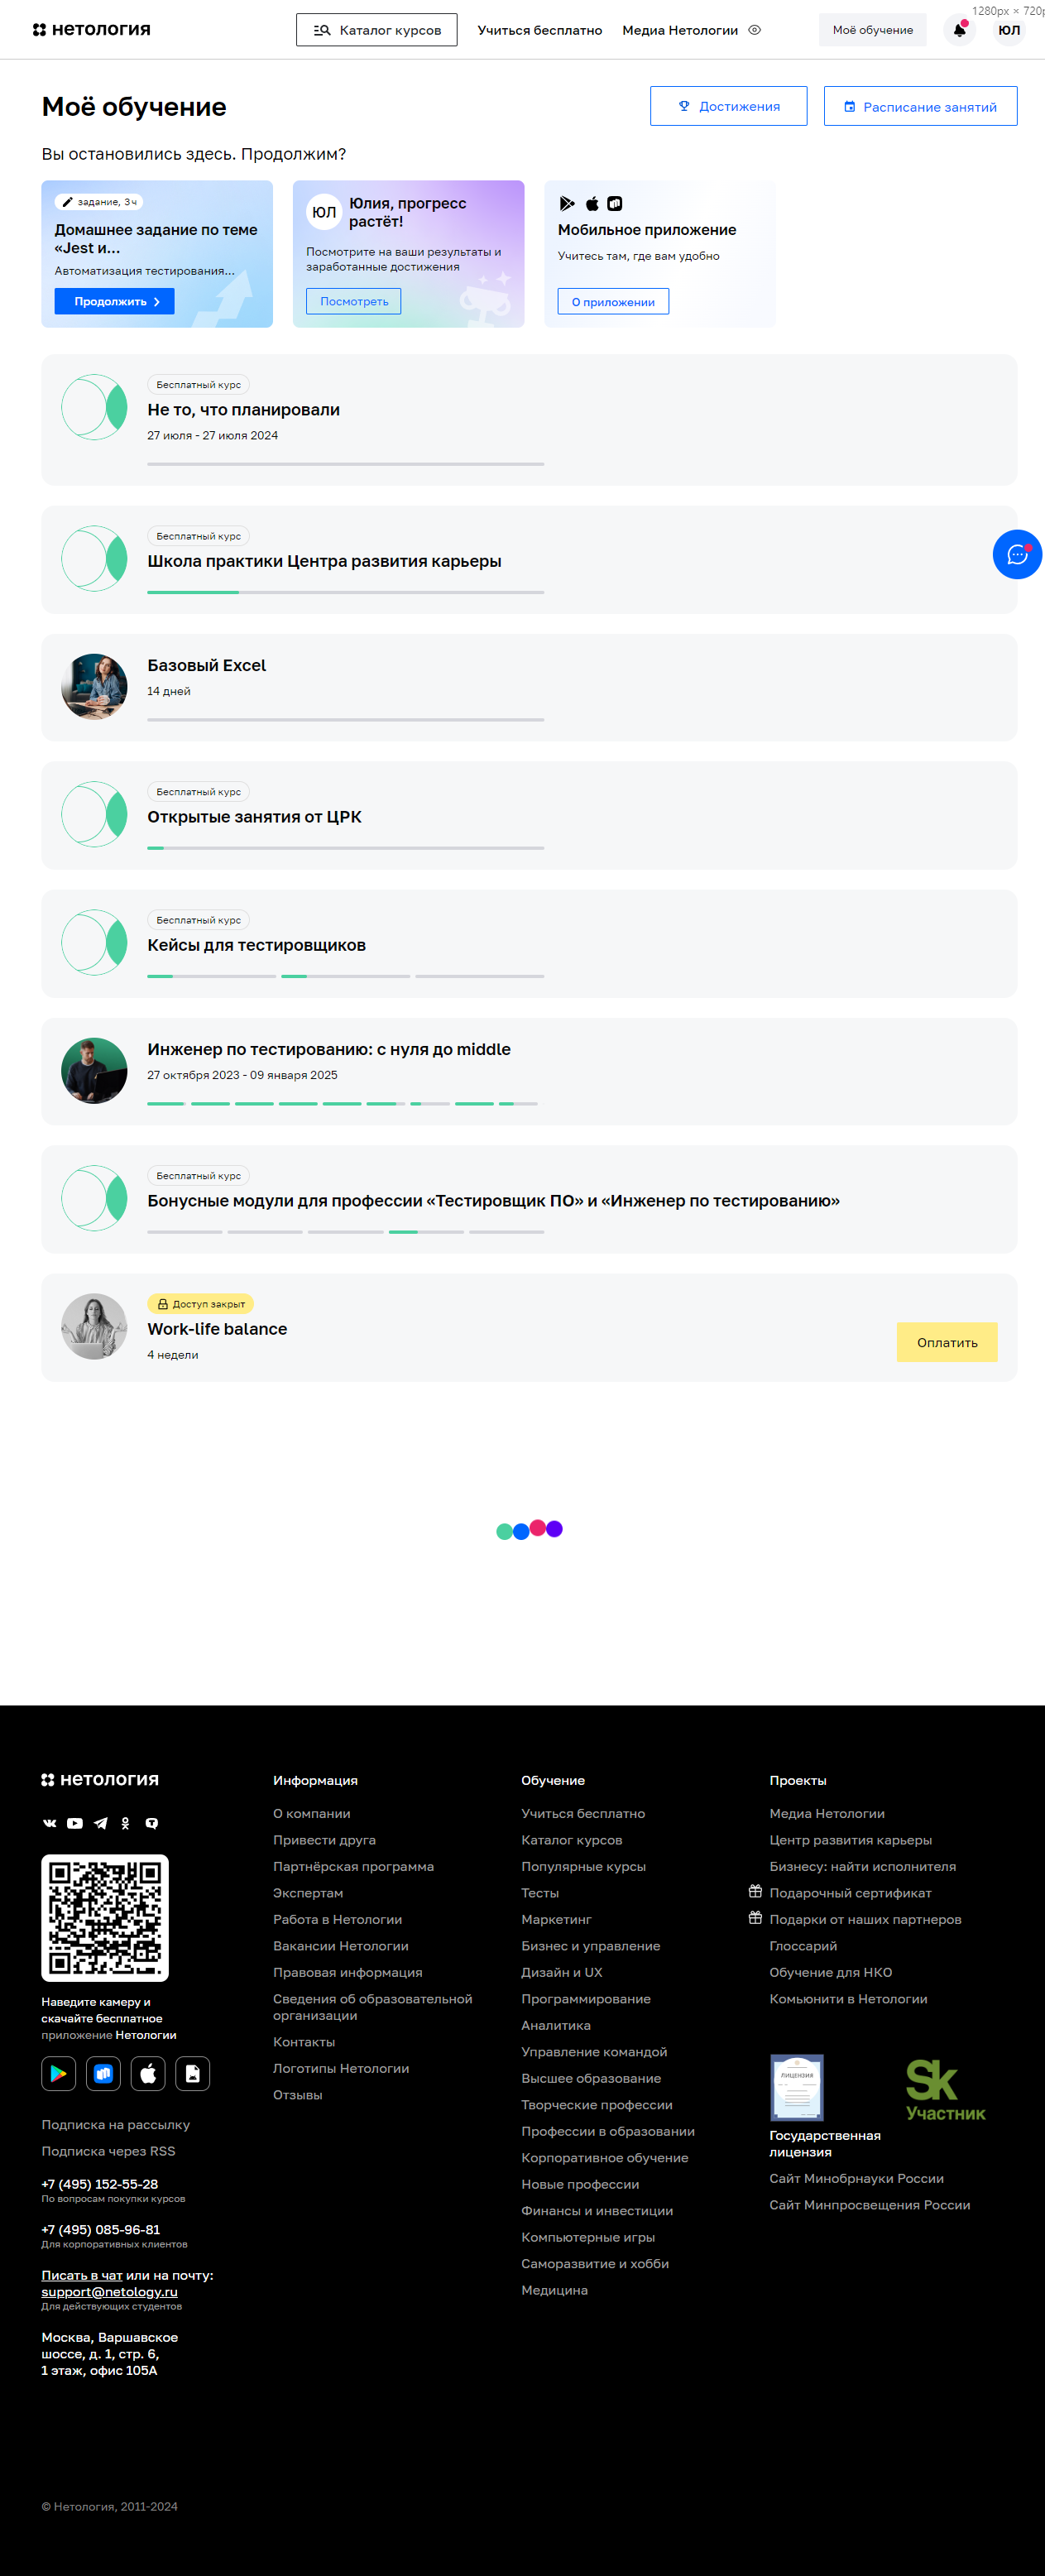 1280px × 720p
нетология
Каталог курсов
Учиться бесплатно
Медиа Нетологии
Моё обучение
ЮЛ
Моё обучение
Достижения
Расписание занятий
Вы остановились здесь. Продолжим?
задание, 3 ч
Домашнее задание по теме
«Jest и...
Автоматизация тестирования...
Продолжить
ЮЛ
Юлия, прогресс
растёт!
Посмотрите на ваши результаты и
заработанные достижения
Посмотреть
Мобильное приложение
Учитесь там, где вам удобно
О приложении
Бесплатный курс
Не то, что планировали
27 июля - 27 июля 2024
Бесплатный курс
Школа практики Центра развития карьеры
Базовый Excel
14 дней
Бесплатный курс
Открытые занятия от ЦРК
Бесплатный курс
Кейсы для тестировщиков
Инженер по тестированию: с нуля до middle
27 октября 2023 - 09 января 2025
Бесплатный курс
Бонусные модули для профессии «Тестировщик ПО» и «Инженер по тестированию»
Доступ закрыт
Work-life balance
4 недели
Оплатить
нетология
Наведите камеру и
скачайте бесплатное
приложение Нетологии
Подписка на рассылку
Подписка через RSS
+7 (495) 152-55-28
По вопросам покупки курсов
+7 (495) 085-96-81
Для корпоративных клиентов
Писать в чат или на почту:
support@netology.ru
Для действующих студентов
Москва, Варшавское
шоссе, д. 1, стр. 6,
1 этаж, офис 105А
Информация
О компании
Привести друга
Партнёрская программа
Экспертам
Работа в Нетологии
Вакансии Нетологии
Правовая информация
Сведения об образовательной
организации
Контакты
Логотипы Нетологии
Отзывы
Обучение
Учиться бесплатно
Каталог курсов
Популярные курсы
Тесты
Маркетинг
Бизнес и управление
Дизайн и UX
Программирование
Аналитика
Управление командой
Высшее образование
Творческие профессии
Профессии в образовании
Корпоративное обучение
Новые профессии
Финансы и инвестиции
Компьютерные игры
Саморазвитие и хобби
Медицина
Проекты
Медиа Нетологии
Центр развития карьеры
Бизнесу: найти исполнителя
Подарочный сертификат
Подарки от наших партнеров
Глоссарий
Обучение для НКО
Комьюнити в Нетологии
ЛИЦЕНЗИЯ
Государственная
лицензия
Sk
Участник
Сайт Минобрнауки России
Сайт Минпросвещения России
© Нетология, 2011-2024